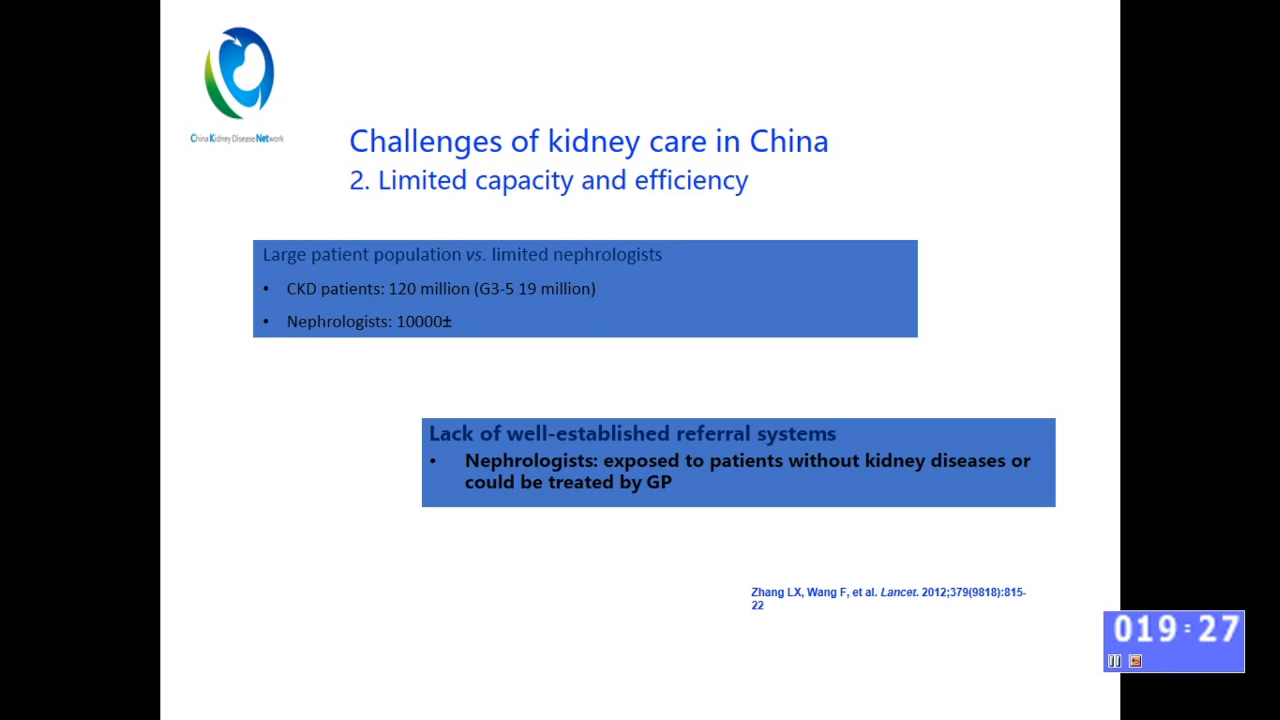 China Kidney Disease Network
Challenges of kidney care in China
2. Limited capacity and efficiency
Large patient population vs. limited nephrologists
• CKD patients: 120 million (G3-5 19 million)
• Nephrologists: 10000±
Lack of well-established referral systems
• Nephrologists: exposed to patients without kidney diseases or
could be treated by GP
Zhang LX, Wang F, et al. Lancet. 2012;379(9818):815-
22
019:27